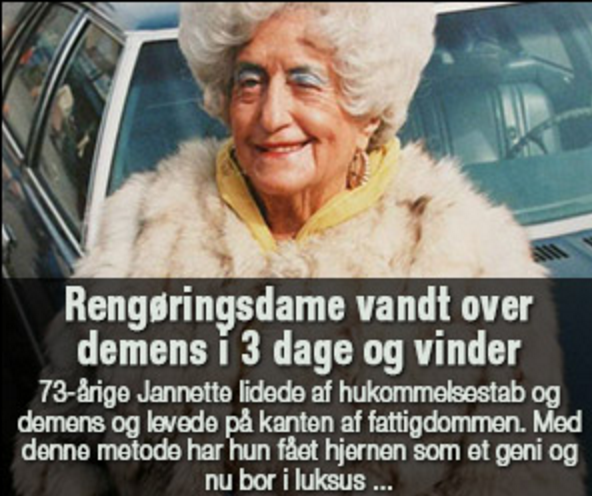 Rengøringsdame vandt over
demens i 3 dage og vinder
73-årige Jannette lidede af hukommelsestab og
demens og levede på kanten af fattigdommen. Med
denne metode har hun fået hjernen som et geni og
nu bor i luksus ...